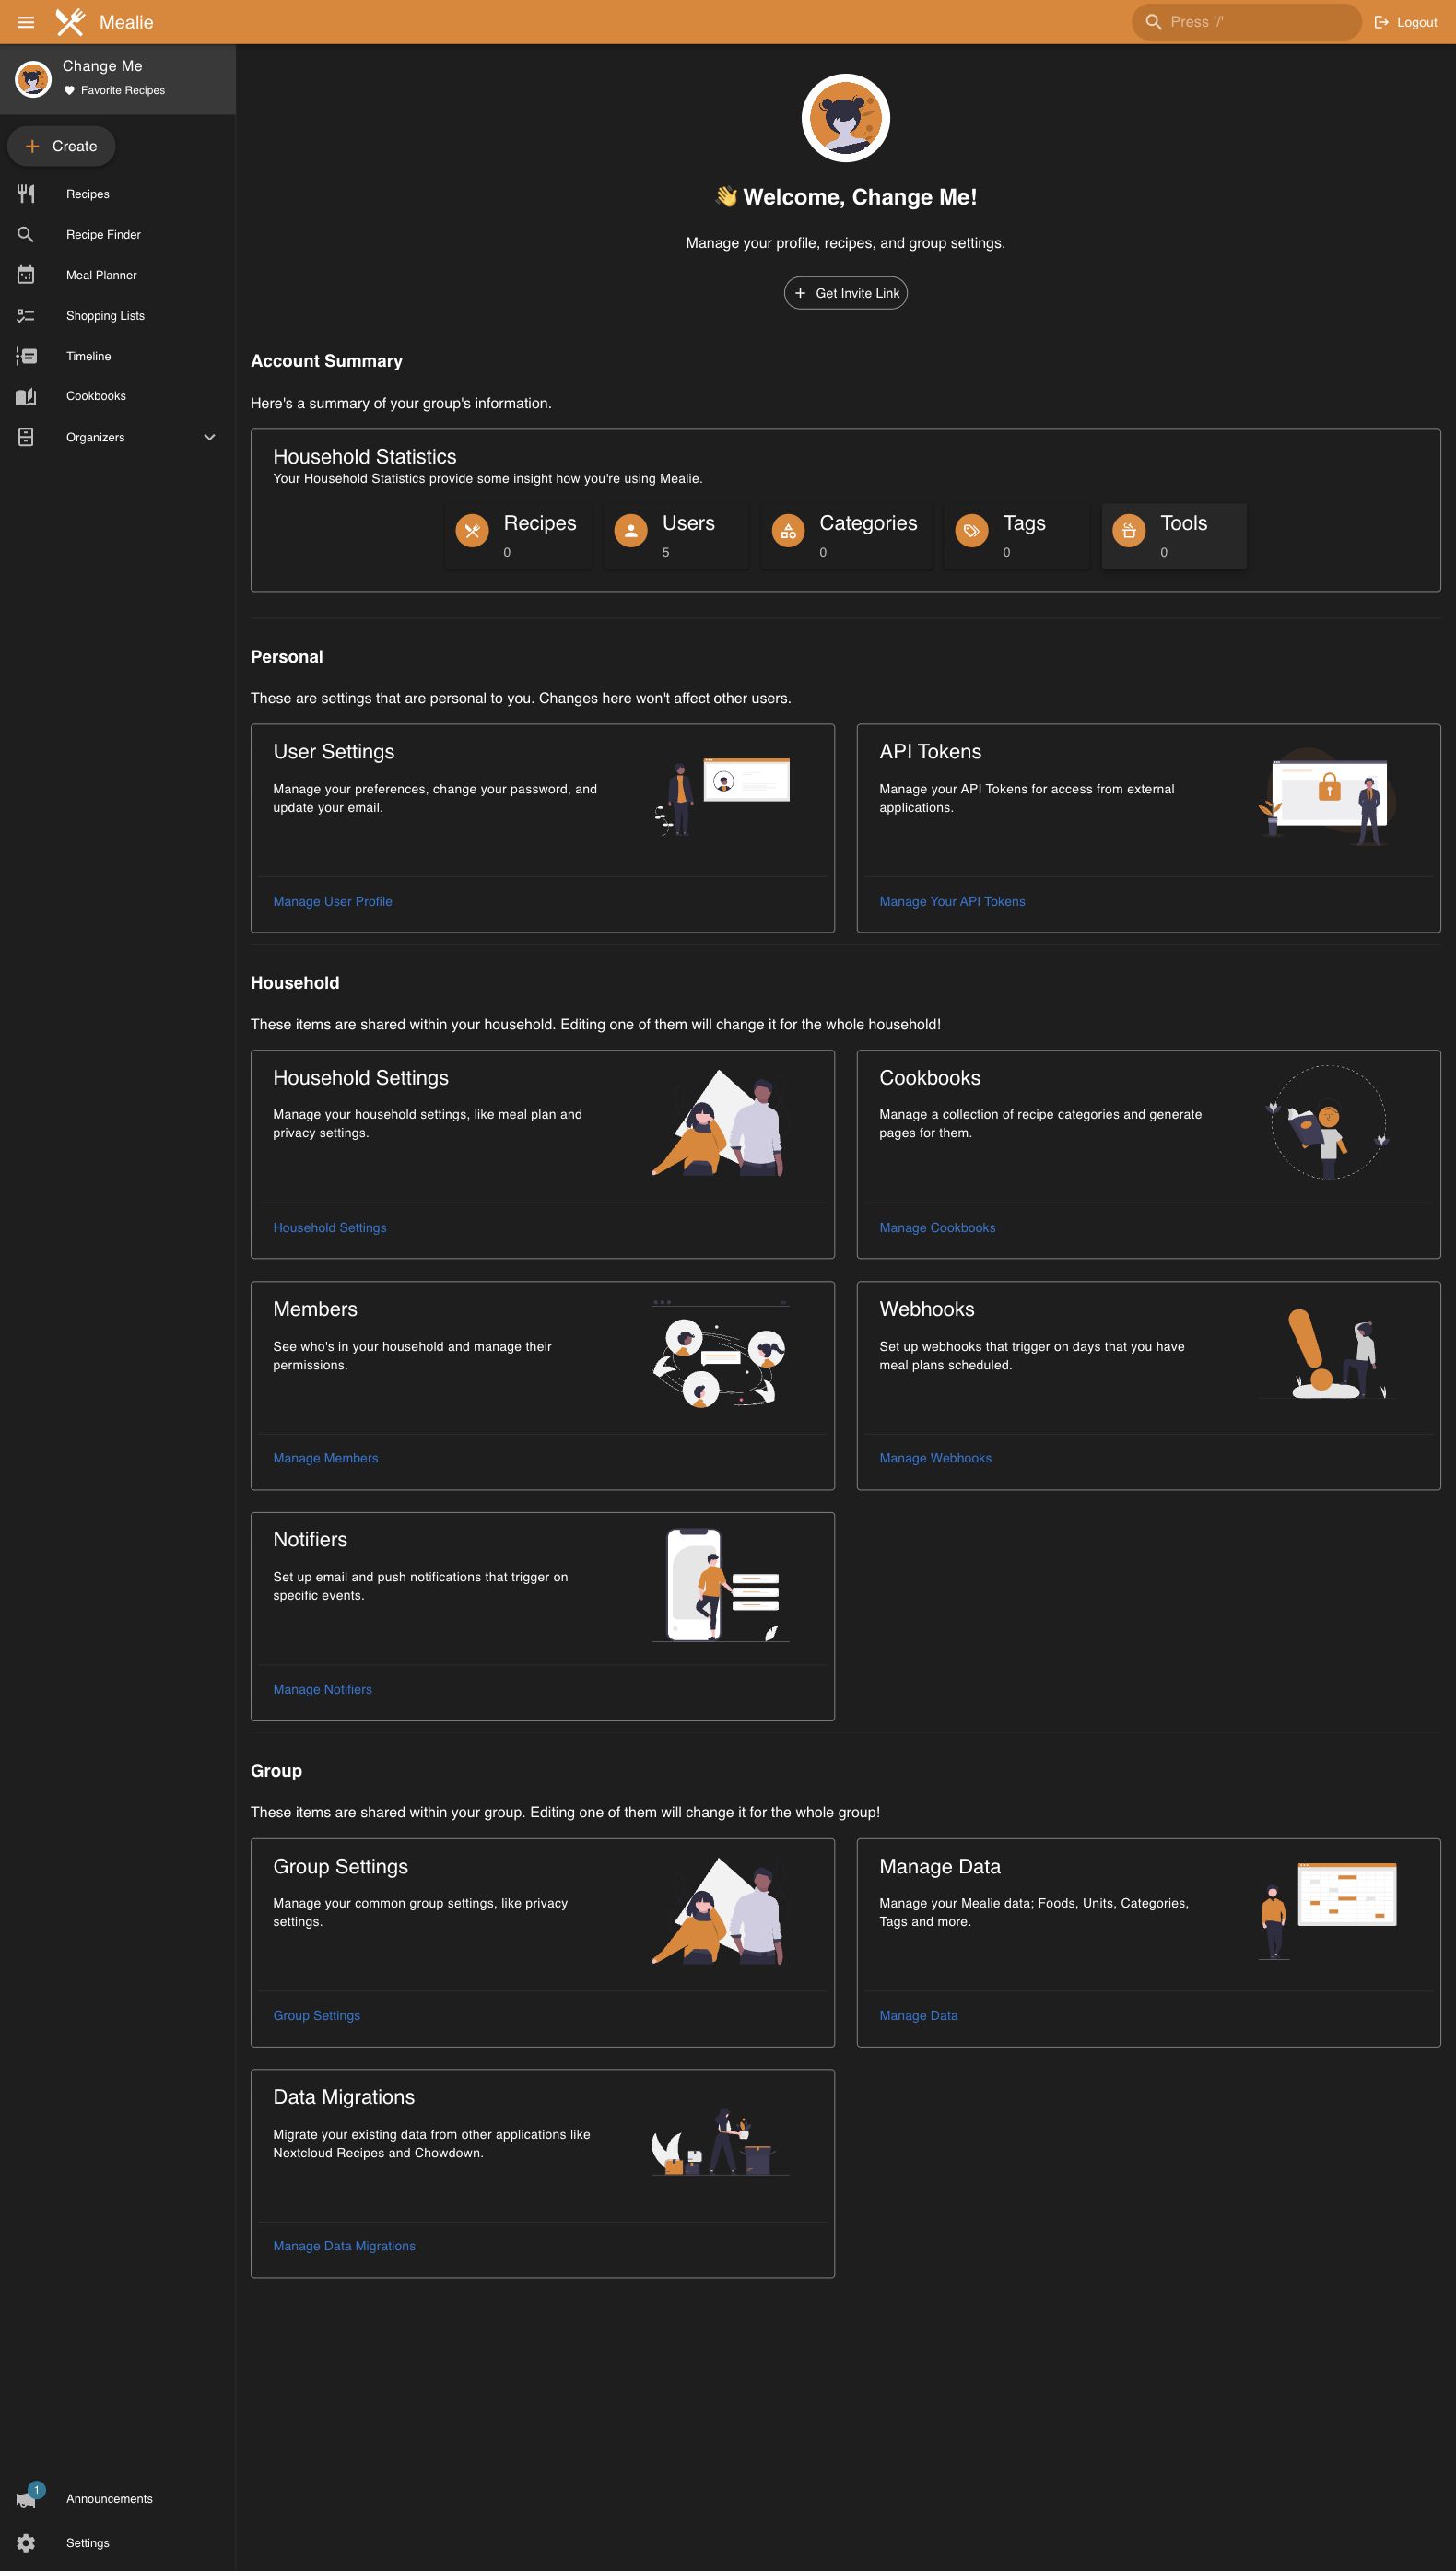 Mealie
Press '/'
Logout
Change Me
Favorite Recipes
Create
Recipes
Recipe Finder
Meal Planner
Shopping Lists
Timeline
Cookbooks
Organizers
👋 Welcome, Change Me!
Manage your profile, recipes, and group settings.
Get Invite Link
Account Summary
Here's a summary of your group's information.
Household Statistics
Your Household Statistics provide some insight how you're using Mealie.
Recipes
0
Users
5
Categories
0
Tags
0
Tools
0
Personal
These are settings that are personal to you. Changes here won't affect other users.
User Settings
Manage your preferences, change your password, and
update your email.
Manage User Profile
API Tokens
Manage your API Tokens for access from external
applications.
Manage Your API Tokens
Household
These items are shared within your household. Editing one of them will change it for the whole household!
Household Settings
Manage your household settings, like meal plan and
privacy settings.
Household Settings
Cookbooks
Manage a collection of recipe categories and generate
pages for them.
Manage Cookbooks
Members
See who's in your household and manage their
permissions.
Manage Members
Webhooks
Set up webhooks that trigger on days that you have
meal plans scheduled.
Manage Webhooks
Notifiers
Set up email and push notifications that trigger on
specific events.
Manage Notifiers
Group
These items are shared within your group. Editing one of them will change it for the whole group!
Group Settings
Manage your common group settings, like privacy
settings.
Group Settings
Manage Data
Manage your Mealie data; Foods, Units, Categories,
Tags and more.
Manage Data
Data Migrations
Migrate your existing data from other applications like
Nextcloud Recipes and Chowdown.
Manage Data Migrations
1
Announcements
Settings